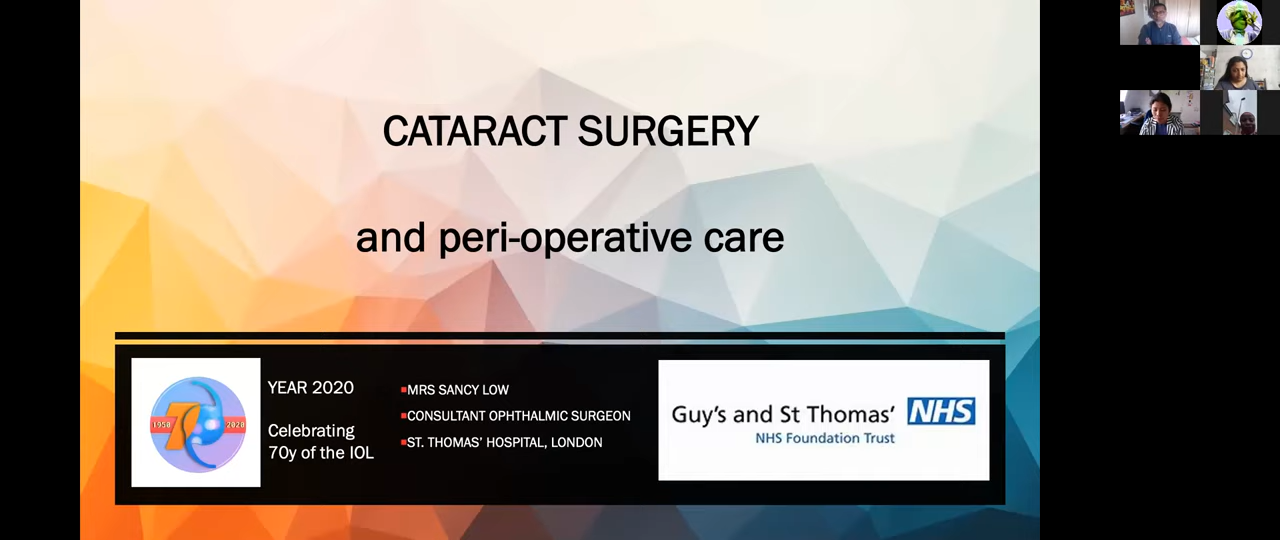 CATARACT SURGERY
and peri-operative care
1950
70
2020
YEAR 2020
Celebrating
70y of the IOL
MRS SANCY LOW
CONSULTANT OPHTHALMIC SURGEON
ST. THOMAS' HOSPITAL, LONDON
Guy's and St Thomas' NHS
NHS Foundation Trust